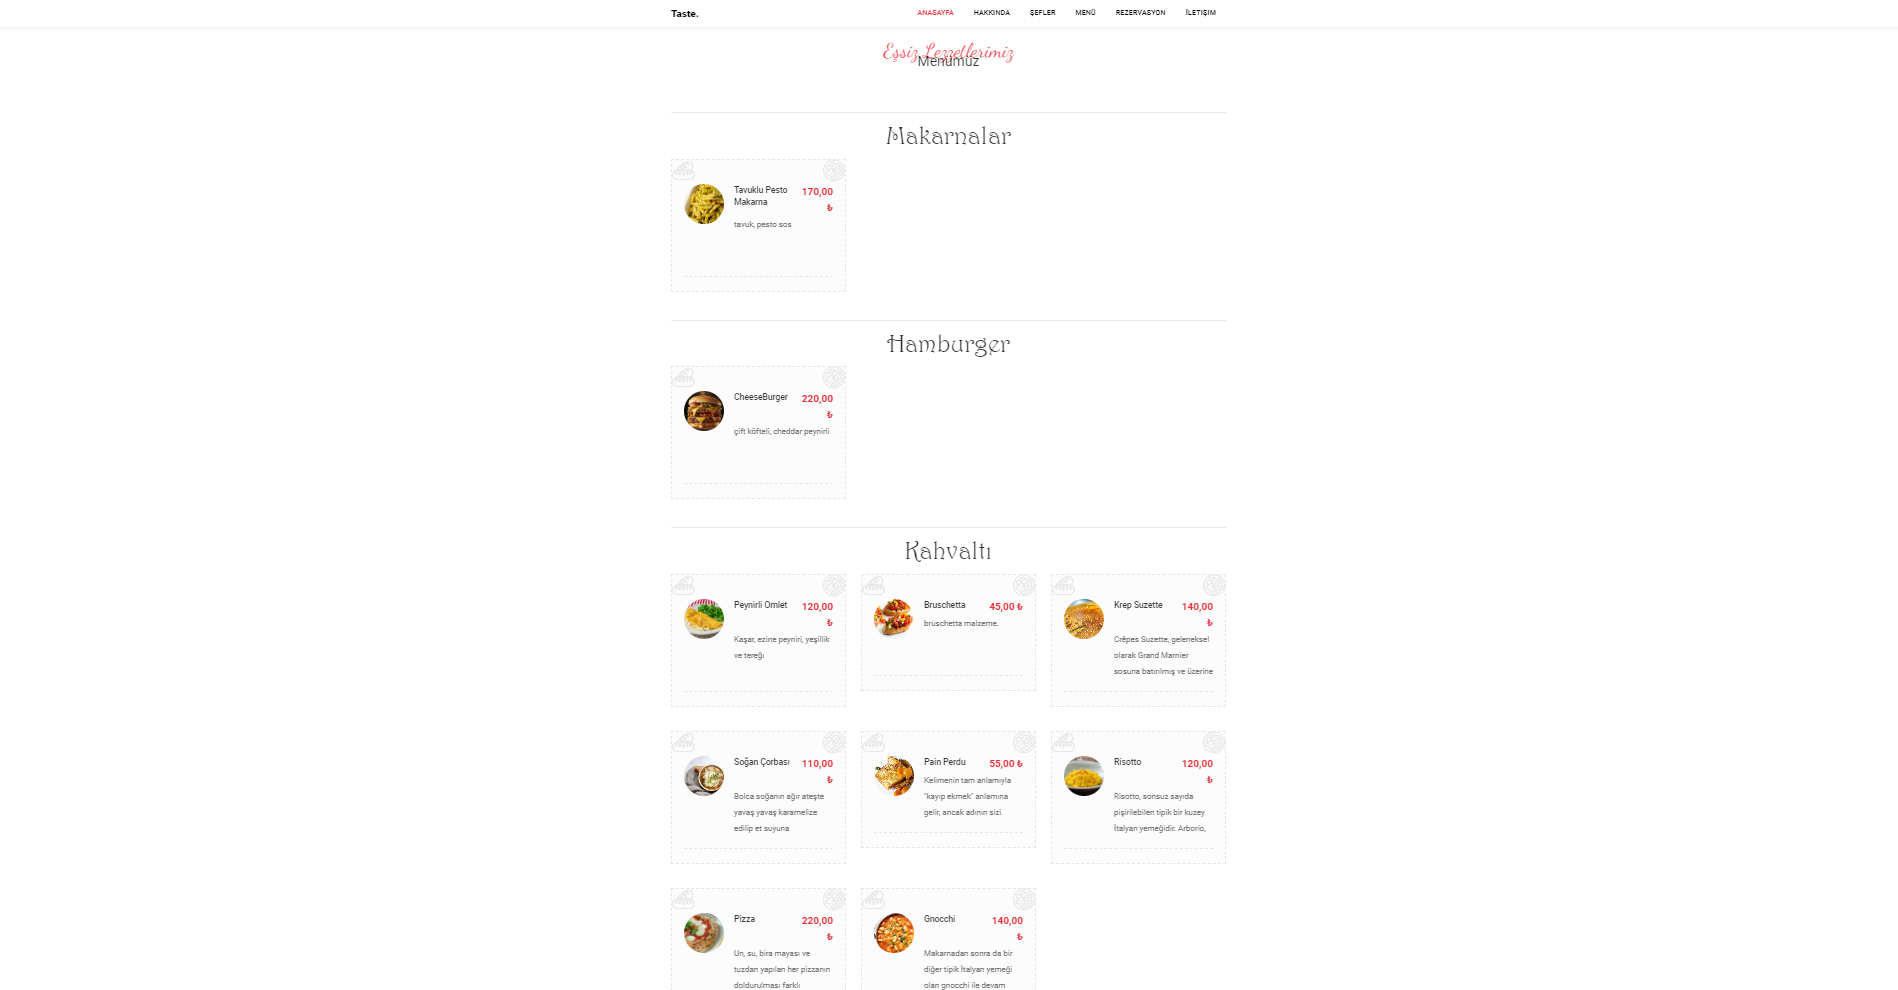 Taste.
ANASAYFA HAKKINDA ŞEFLER MENÜ REZERVASYON İLETİŞIM
Eşsiz Lezzetlerimiz
Menümüz
Makarnalar
Tavuklu Pesto
Makarna
170,00
₺
tavuk, pesto sos
Hamburger
CheeseBurger
220,00
₺
çift köfteli, cheddar peynirli
Kahvaltı
Peynirli Omlet
120,00
₺
Kaşar, ezine peyniri, yeşillik
ve tereğı
Bruschetta
45,00 ₺
bruschetta malzeme.
Krep Suzette
140,00
₺
Crêpes Suzette, geleneksel
olarak Grand Marnier
sosuna batırılmış ve üzerine
Soğan Çorbası
110,00
₺
Bolca soğanın ağır ateşte
yavaş yavaş karamelize
edilip et suyuna
Pain Perdu
55,00 ₺
Kelimenin tam anlamıyla
"kayıp ekmek" anlamına
gelir, ancak adının sizi
Risotto
120,00
₺
Risotto, sonsuz sayıda
pişirilebilen tipik bir kuzey
İtalyan yemeğidir. Arborio,
Pizza
220,00
₺
Un, su, bira mayası ve
tuzdan yapılan her pizzanın
doldurulması farklı
Gnocchi
140,00
₺
Makarnadan sonra da bir
diğer tipik İtalyan yemeği
olan gnocchi ile devam